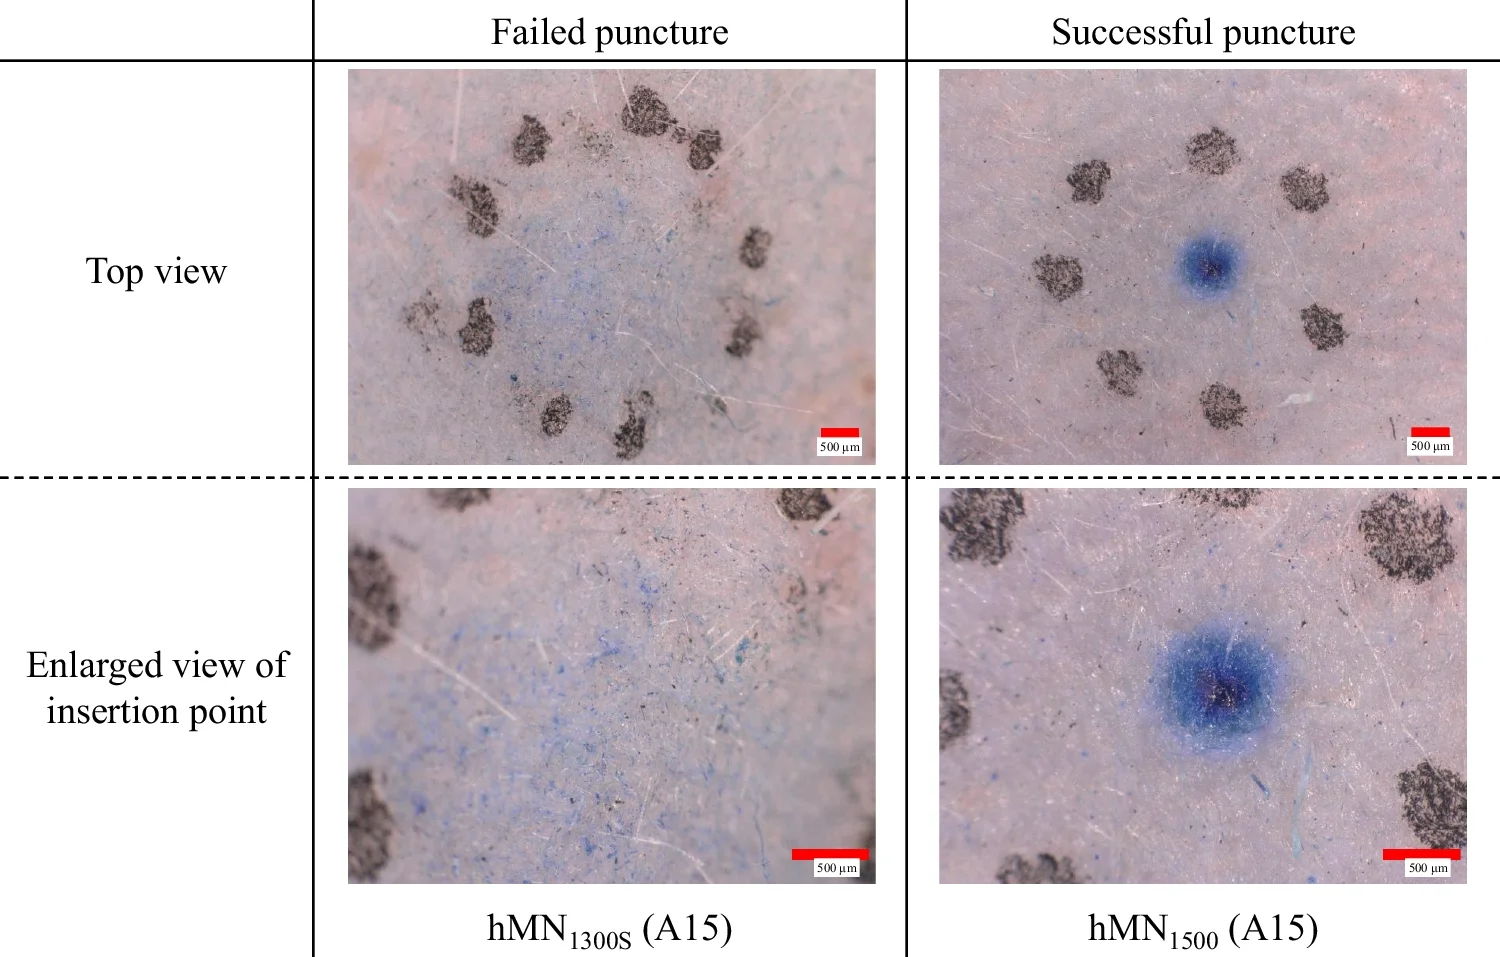 Failed puncture
Successful puncture
Top view
500 µm
500 µm
Enlarged view of
insertion point
500 µm
500 µm
hMN1300S (A15)
hMN1500 (A15)